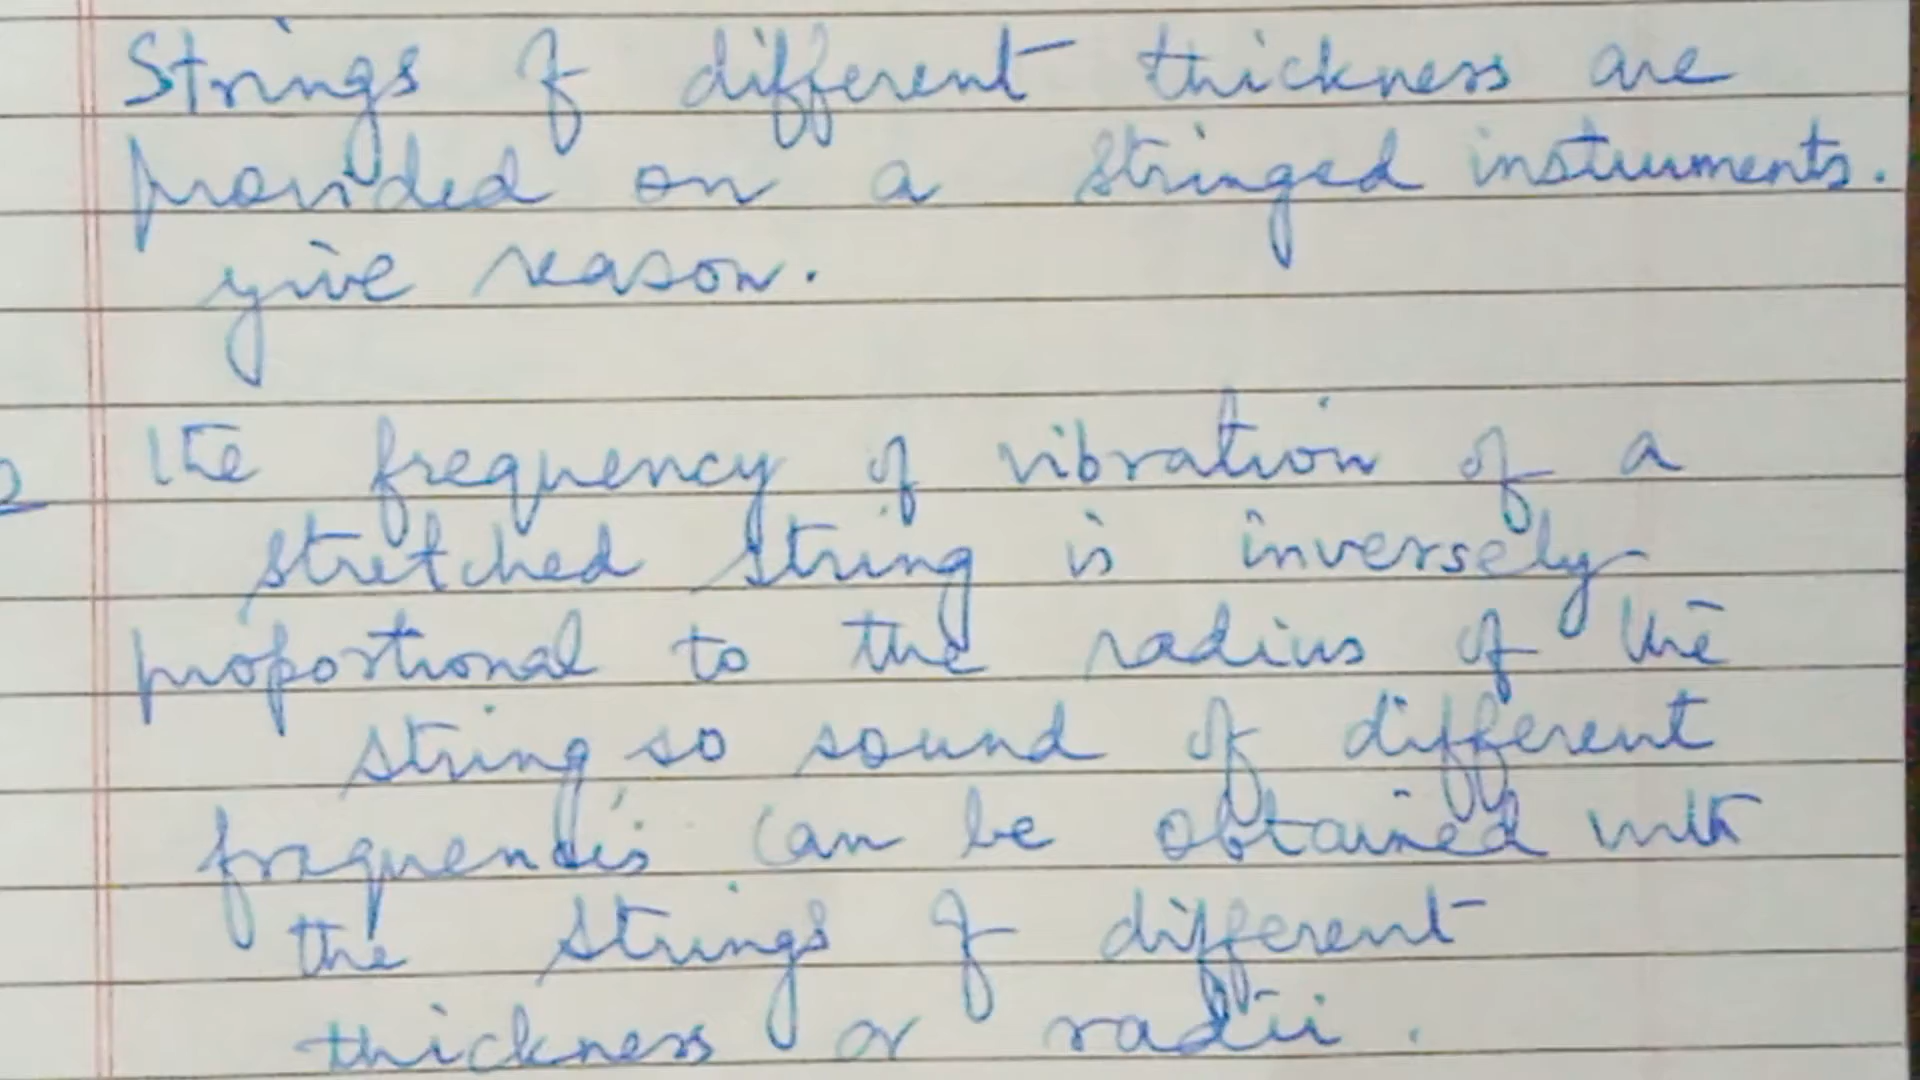 Strings of different thickness are
provided on a stringed instruments.
give reason.
The frequency of vibration of a
stretched string is inversely
proportional to the radius of the
string so sound of different
frequencies can be obtained with
the strings of different
thickness or radii.